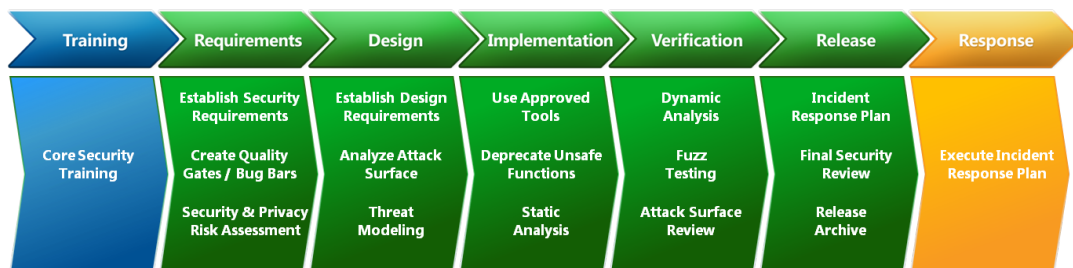 Training
Requirements
Design
Implementation
Verification
Release
Response
Core Security
Training
Establish Security
Requirements
Create Quality
Gates / Bug Bars
Security & Privacy
Risk Assessment
Establish Design
Requirements
Analyze Attack
Surface
Threat
Modeling
Use Approved
Tools
Deprecate Unsafe
Functions
Static
Analysis
Dynamic
Analysis
Fuzz
Testing
Attack Surface
Review
Incident
Response Plan
Final Security
Review
Release
Archive
Execute Incident
Response Plan